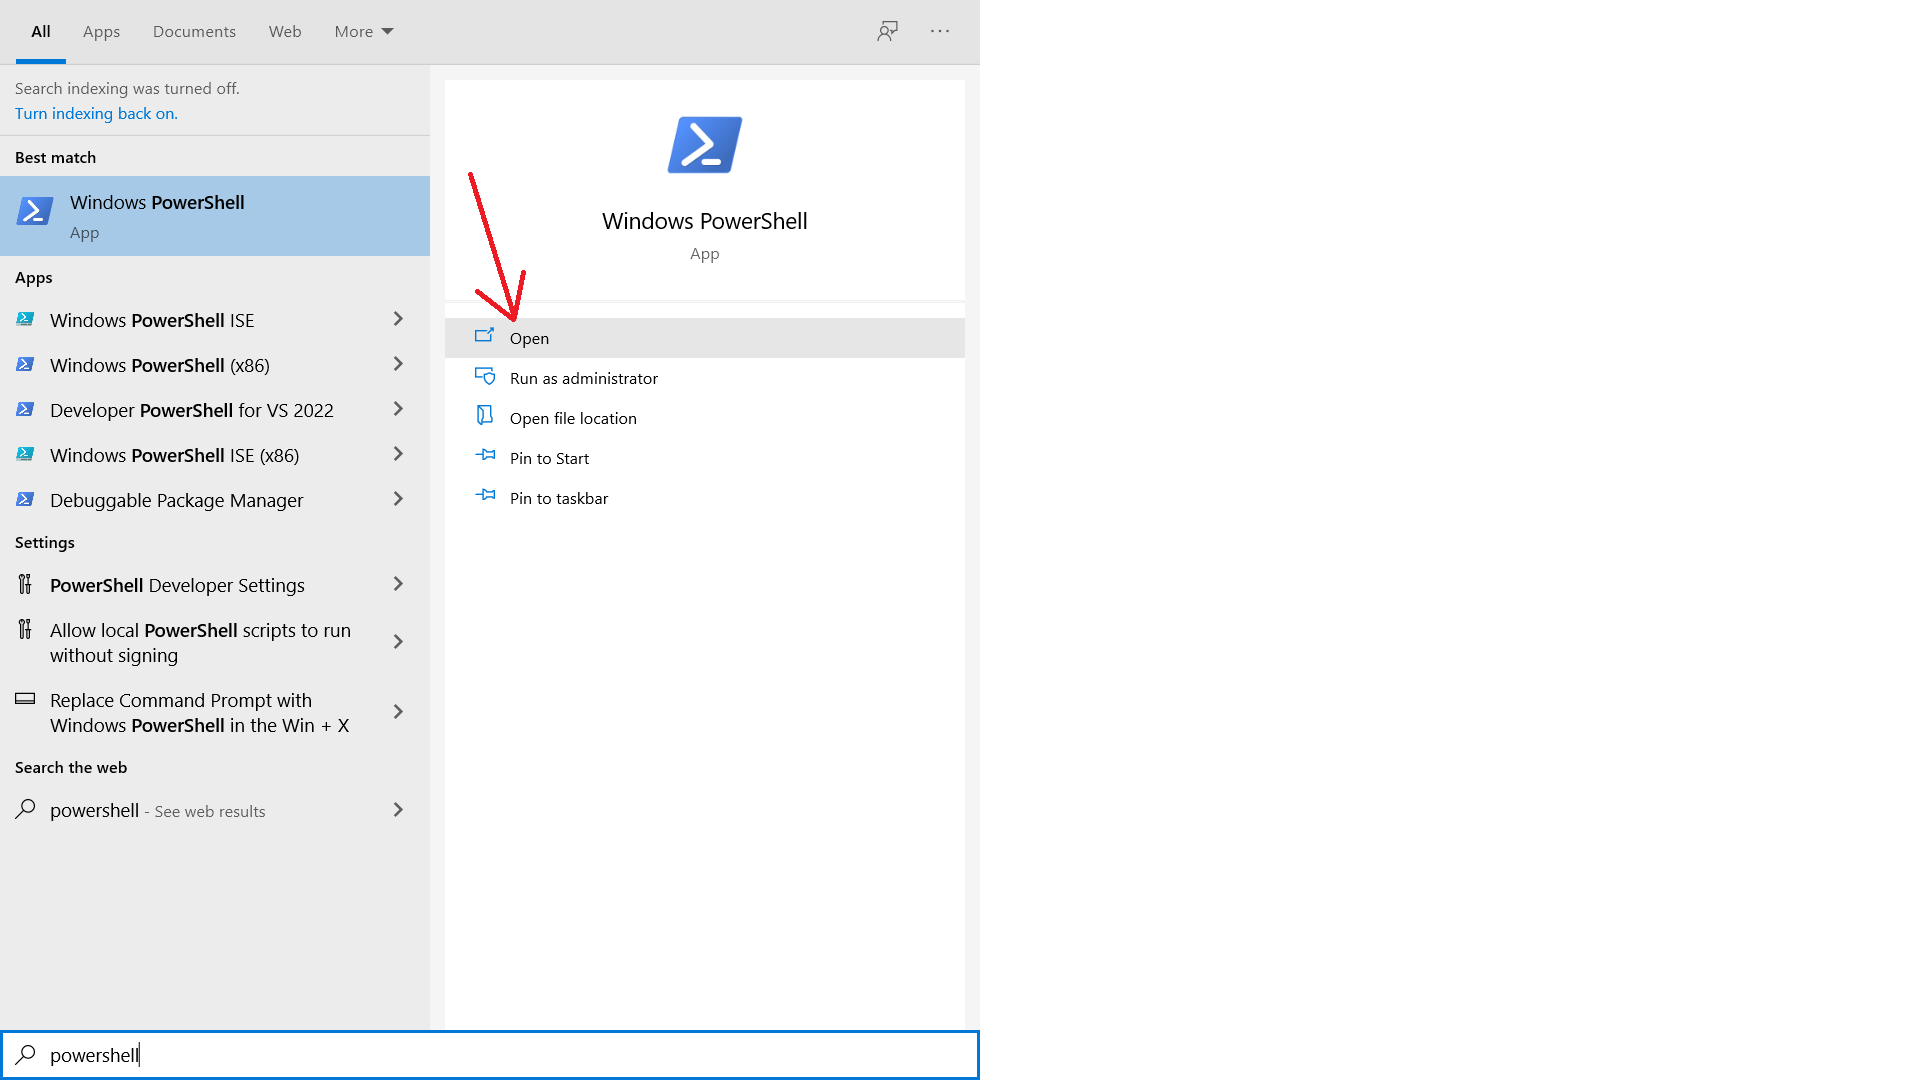 All
Apps
Documents
Web
More
Search indexing was turned off.
Turn indexing back on.
Best match
Windows PowerShell
App
Apps
Windows PowerShell ISE
Windows PowerShell (x86)
Developer PowerShell for VS 2022
Windows PowerShell ISE (x86)
Debuggable Package Manager
Settings
PowerShell Developer Settings
Allow local PowerShell scripts to run
without signing
Replace Command Prompt with
Windows PowerShell in the Win + X
Search the web
powershell - See web results
Windows PowerShell
App
Open
Run as administrator
Open file location
Pin to Start
Pin to taskbar
powershell